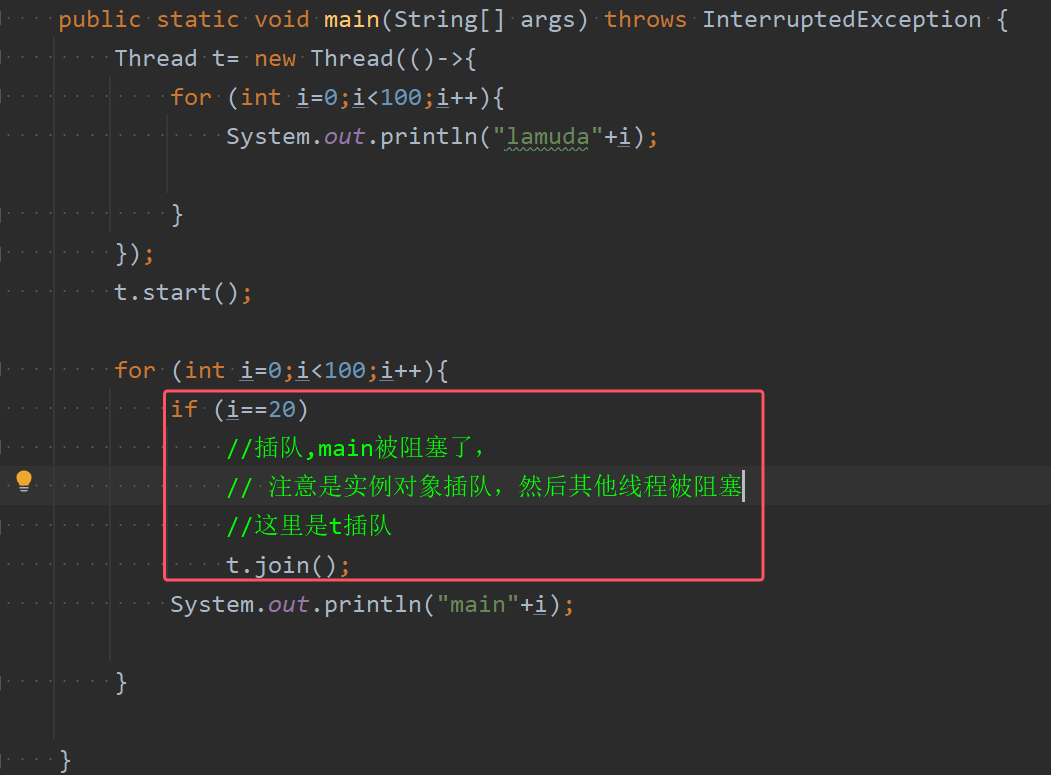 public static void main(String[] args) throws InterruptedException {
Thread t= new Thread(()->{
for (int i=0;i<100;i++){
System.out.println("lamuda"+i);
}
});
t.start();
for (int i=0;i<100;i++){
if (i==20)
//插队,main被阻塞了，
// 注意是实例对象插队，然后其他线程被阻塞
//这里是t插队
t.join();
System.out.println("main"+i);
}
}